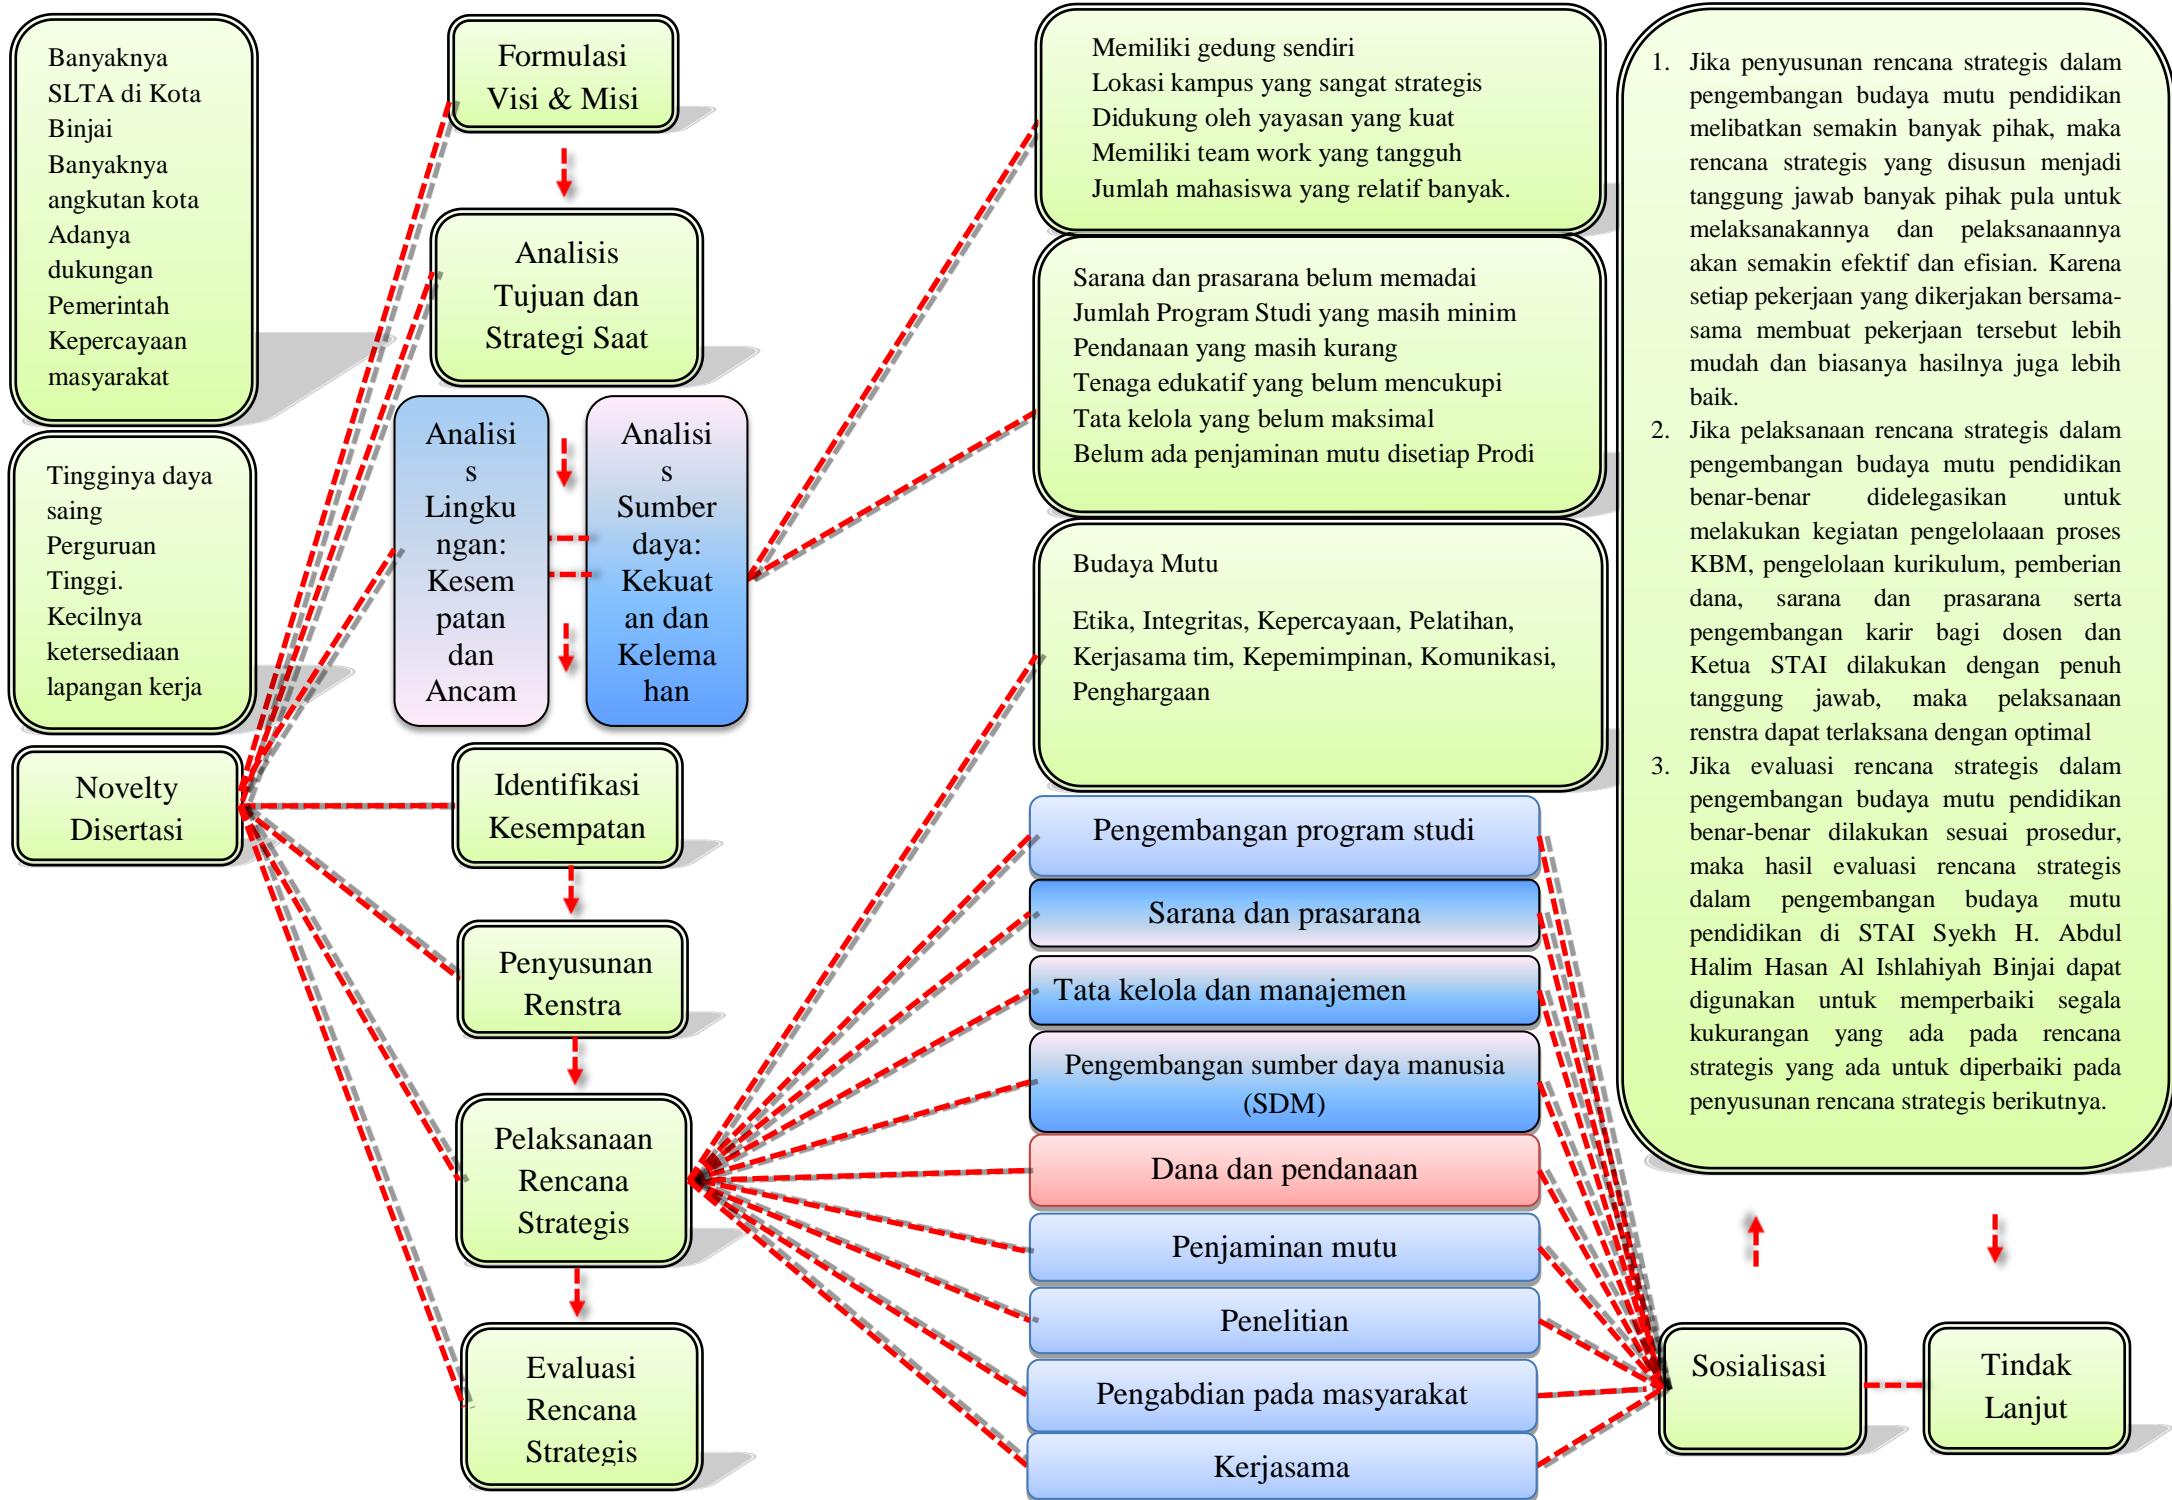 Banyaknya
SLTA di Kota
Binjai
Banyaknya
angkutan kota
Adanya
dukungan
Pemerintah
Kepercayaan
masyarakat
Tingginya daya
saing
Perguruan
Tinggi.
Kecilnya
ketersediaan
lapangan kerja
Novelty
Disertasi
Formulasi
Visi & Misi
Analisis
Tujuan dan
Strategi Saat
Analisi
s
Lingku
ngan:
Kesem
patan
dan
Ancam
Analisi
s
Sumber
daya:
Kekuat
an dan
Kelema
han
Identifikasi
Kesempatan
Penyusunan
Renstra
Pelaksanaan
Rencana
Strategis
Evaluasi
Rencana
Strategis
Memiliki gedung sendiri
Lokasi kampus yang sangat strategis
Didukung oleh yayasan yang kuat
Memiliki team work yang tangguh
Jumlah mahasiswa yang relatif banyak.
Sarana dan prasarana belum memadai
Jumlah Program Studi yang masih minim
Pendanaan yang masih kurang
Tenaga edukatif yang belum mencukupi
Tata kelola yang belum maksimal
Belum ada penjaminan mutu disetiap Prodi
Budaya Mutu
Etika, Integritas, Kepercayaan, Pelatihan,
Kerjasama tim, Kepemimpinan, Komunikasi,
Penghargaan
Pengembangan program studi
Sarana dan prasarana
Tata kelola dan manajemen
Pengembangan sumber daya manusia
(SDM)
Dana dan pendanaan
Penjaminan mutu
Penelitian
Pengabdian pada masyarakat
Kerjasama
1. Jika penyusunan rencana strategis dalam
pengembangan budaya mutu pendidikan
melibatkan semakin banyak pihak, maka
rencana strategis yang disusun menjadi
tanggung jawab banyak pihak pula untuk
melaksanakannya dan pelaksanaannya
akan semakin efektif dan efisian. Karena
setiap pekerjaan yang dikerjakan bersama-
sama membuat pekerjaan tersebut lebih
mudah dan biasanya hasilnya juga lebih
baik.
2. Jika pelaksanaan rencana strategis dalam
pengembangan budaya mutu pendidikan
benar-benar didelegasikan untuk
melakukan kegiatan pengelolaaan proses
KBM, pengelolaan kurikulum, pemberian
dana, sarana dan prasarana serta
pengembangan karir bagi dosen dan
Ketua STAI dilakukan dengan penuh
tanggung jawab, maka pelaksanaan
renstra dapat terlaksana dengan optimal
3. Jika evaluasi rencana strategis dalam
pengembangan budaya mutu pendidikan
benar-benar dilakukan sesuai prosedur,
maka hasil evaluasi rencana strategis
dalam pengembangan budaya mutu
pendidikan di STAI Syekh H. Abdul
Halim Hasan Al Ishlahiyah Binjai dapat
digunakan untuk memperbaiki segala
kukurangan yang ada pada rencana
strategis yang ada untuk diperbaiki pada
penyusunan rencana strategis berikutnya.
Sosialisasi
Tindak
Lanjut